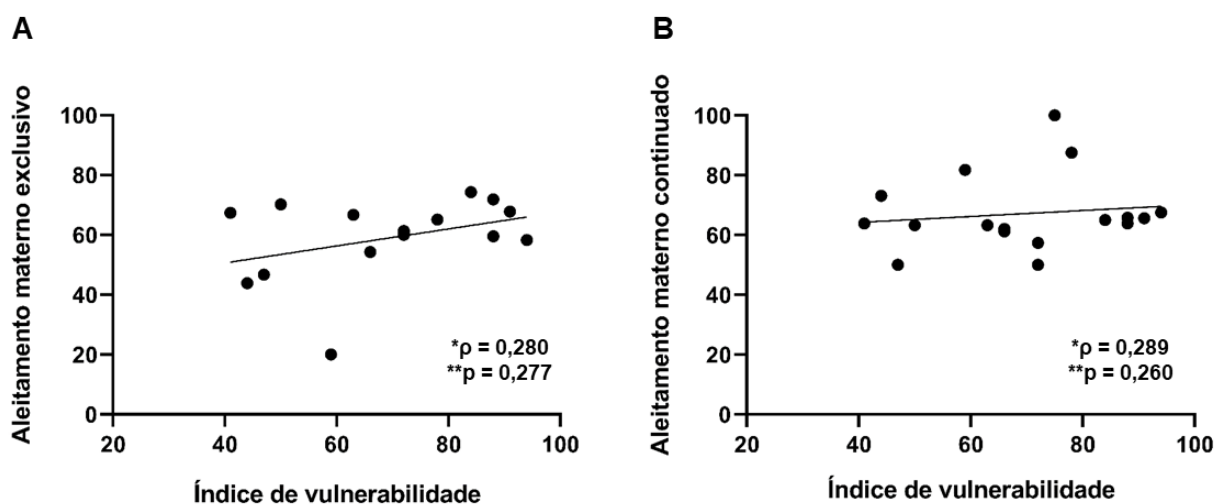 A
Aleitamento materno exclusivo
100
80
60
40
20
0
20
40
60
80
100
Índice de vulnerabilidade
*ρ = 0,280
**p = 0,277
B
Aleitamento materno continuado
100
80
60
40
20
0
20
40
60
80
100
Índice de vulnerabilidade
*ρ = 0,289
**p = 0,260